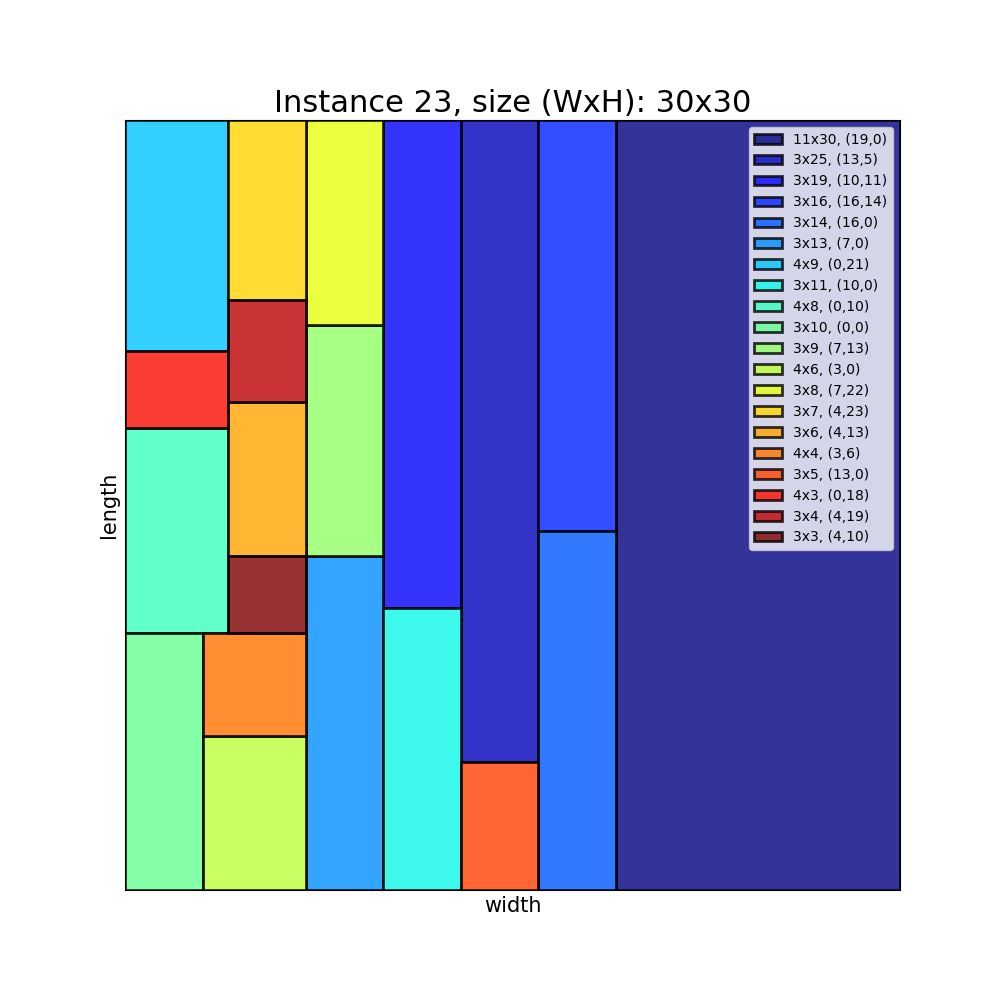 Instance 23, size (WxH): 30x30
11x30, (19,0)
3x25, (13,5)
3x19, (10,11)
3x16, (16,14)
3x14, (16,0)
3x13, (7,0)
4x9, (0,21)
3x11, (10,0)
4x8, (0,10)
3x10, (0,0)
3x9, (7,13)
4x6, (3,0)
3x8, (7,22)
3x7, (4,23)
3x6, (4,13)
4x4, (3,6)
3x5, (13,0)
4x3, (0,18)
3x4, (4,19)
3x3, (4,10)
length
width